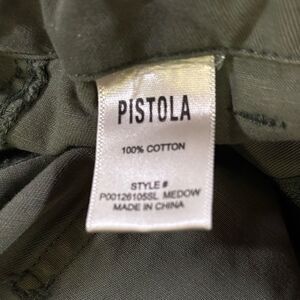 PISTOLA
100% COTTON
STYLE #
P00126105SL MEDOW
MADE IN CHINA